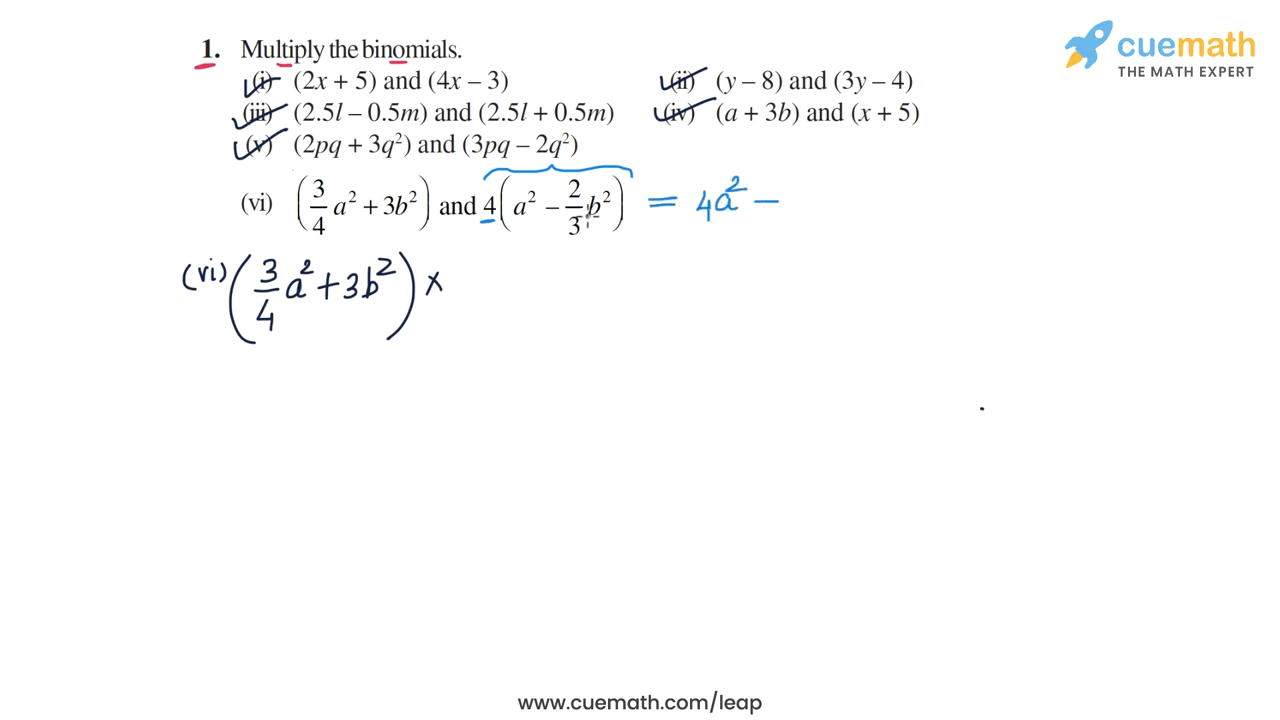 cuemath
THE MATH EXPERT
1. Multiply the binomials.
(i) (2x + 5) and (4x – 3) (ii) (y – 8) and (3y – 4)
(iii) (2.5l – 0.5m) and (2.5l + 0.5m) (iv) (a + 3b) and (x + 5)
(v) (2pq + 3q²) and (3pq – 2q²)
(vi) (3/4 a² + 3b²) and 4(a² – 2/3 b²) = 4a² –
(vi) (3/4 a² + 3b²) ×
www.cuemath.com/leap